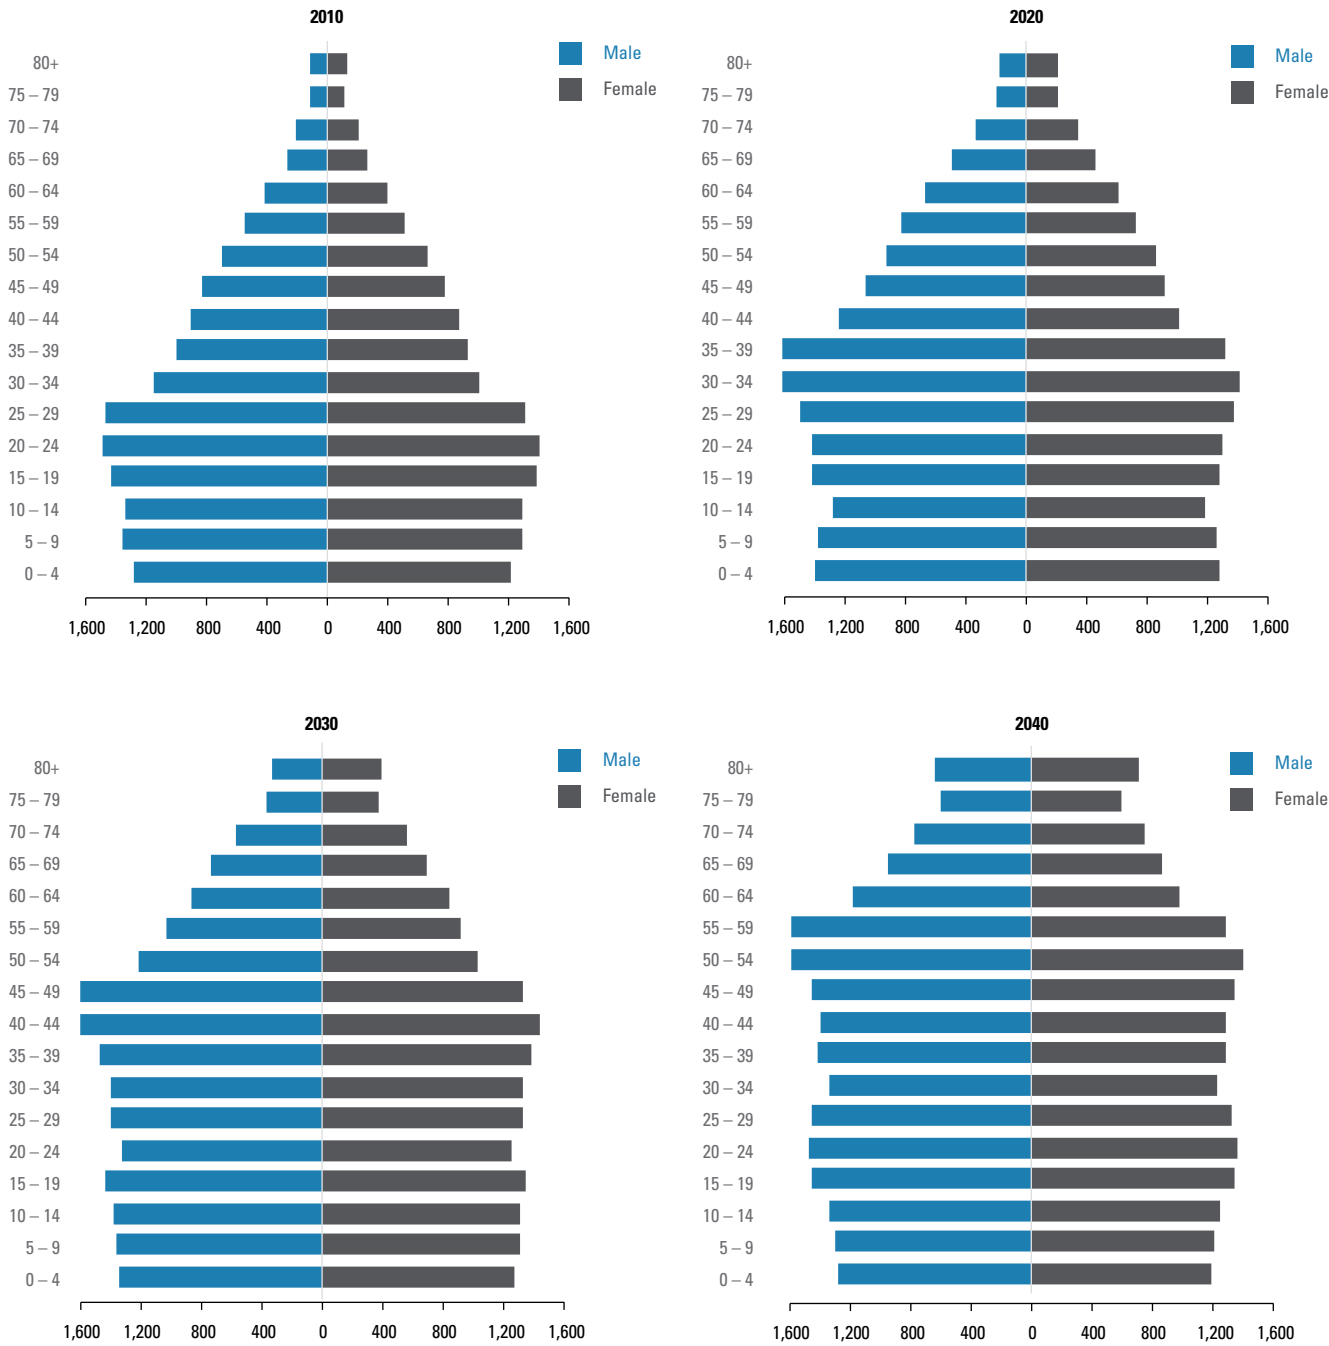 2010
Male
Female
80+
75 – 79
70 – 74
65 – 69
60 – 64
55 – 59
50 – 54
45 – 49
40 – 44
35 – 39
30 – 34
25 – 29
20 – 24
15 – 19
10 – 14
5 – 9
0 – 4
1,600 1,200 800 400 0 400 800 1,200 1,600
2020
Male
Female
80+
75 – 79
70 – 74
65 – 69
60 – 64
55 – 59
50 – 54
45 – 49
40 – 44
35 – 39
30 – 34
25 – 29
20 – 24
15 – 19
10 – 14
5 – 9
0 – 4
1,600 1,200 800 400 0 400 800 1,200 1,600
2030
Male
Female
80+
75 – 79
70 – 74
65 – 69
60 – 64
55 – 59
50 – 54
45 – 49
40 – 44
35 – 39
30 – 34
25 – 29
20 – 24
15 – 19
10 – 14
5 – 9
0 – 4
1,600 1,200 800 400 0 400 800 1,200 1,600
2040
Male
Female
80+
75 – 79
70 – 74
65 – 69
60 – 64
55 – 59
50 – 54
45 – 49
40 – 44
35 – 39
30 – 34
25 – 29
20 – 24
15 – 19
10 – 14
5 – 9
0 – 4
1,600 1,200 800 400 0 400 800 1,200 1,600